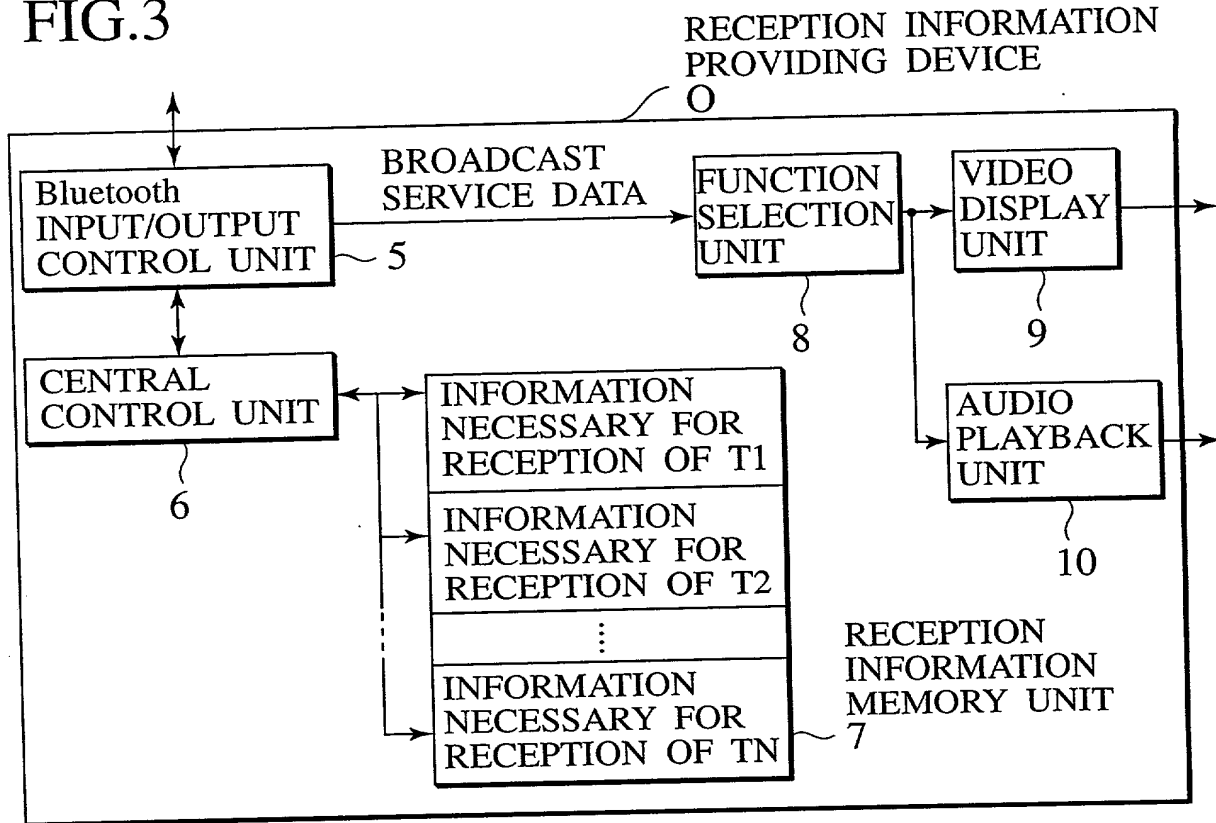 FIG.3
RECEPTION INFORMATION
PROVIDING DEVICE
O
Bluetooth
INPUT/OUTPUT
CONTROL UNIT
5
BROADCAST
SERVICE DATA
FUNCTION
SELECTION
UNIT
8
VIDEO
DISPLAY
UNIT
9
CENTRAL
CONTROL UNIT
6
INFORMATION
NECESSARY FOR
RECEPTION OF T1
INFORMATION
NECESSARY FOR
RECEPTION OF T2
⋮
INFORMATION
NECESSARY FOR
RECEPTION OF TN
AUDIO
PLAYBACK
UNIT
10
RECEPTION
INFORMATION
MEMORY UNIT
7